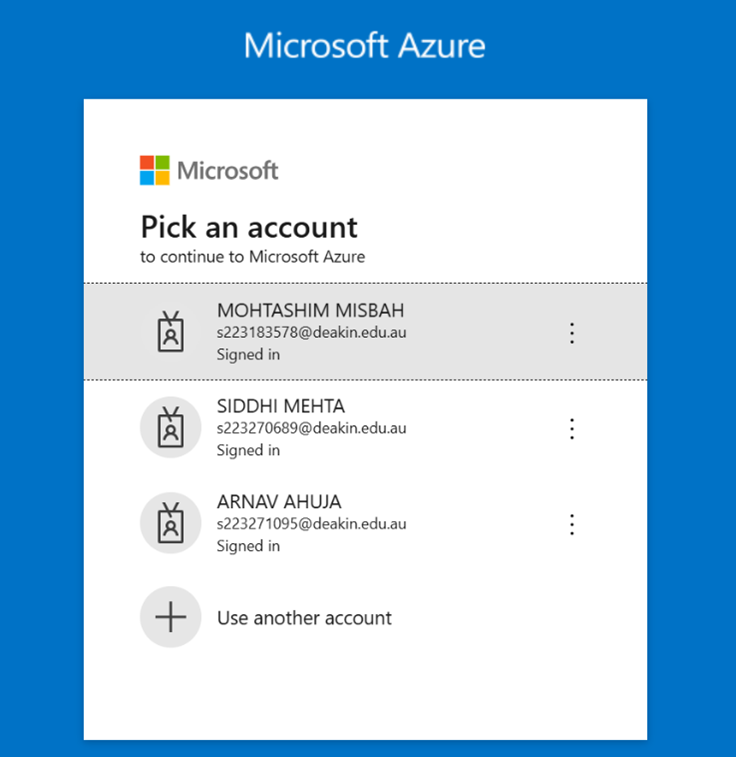 Microsoft Azure
Microsoft
Pick an account
to continue to Microsoft Azure
MOHTASHIM MISBAH
s223183578@deakin.edu.au
Signed in
SIDDHI MEHTA
s223270689@deakin.edu.au
Signed in
ARNAV AHUJA
s223271095@deakin.edu.au
Signed in
Use another account